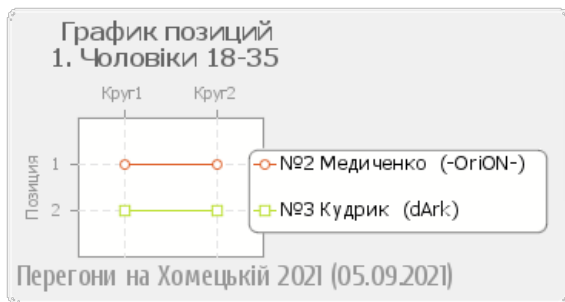 График позиций
1. Чоловіки 18-35
Круг1 Круг2
Позиция
1
2
№2 Медиченко (-OriON-)
№3 Кудрик (dArk)
Перегони на Хомецькій 2021 (05.09.2021)